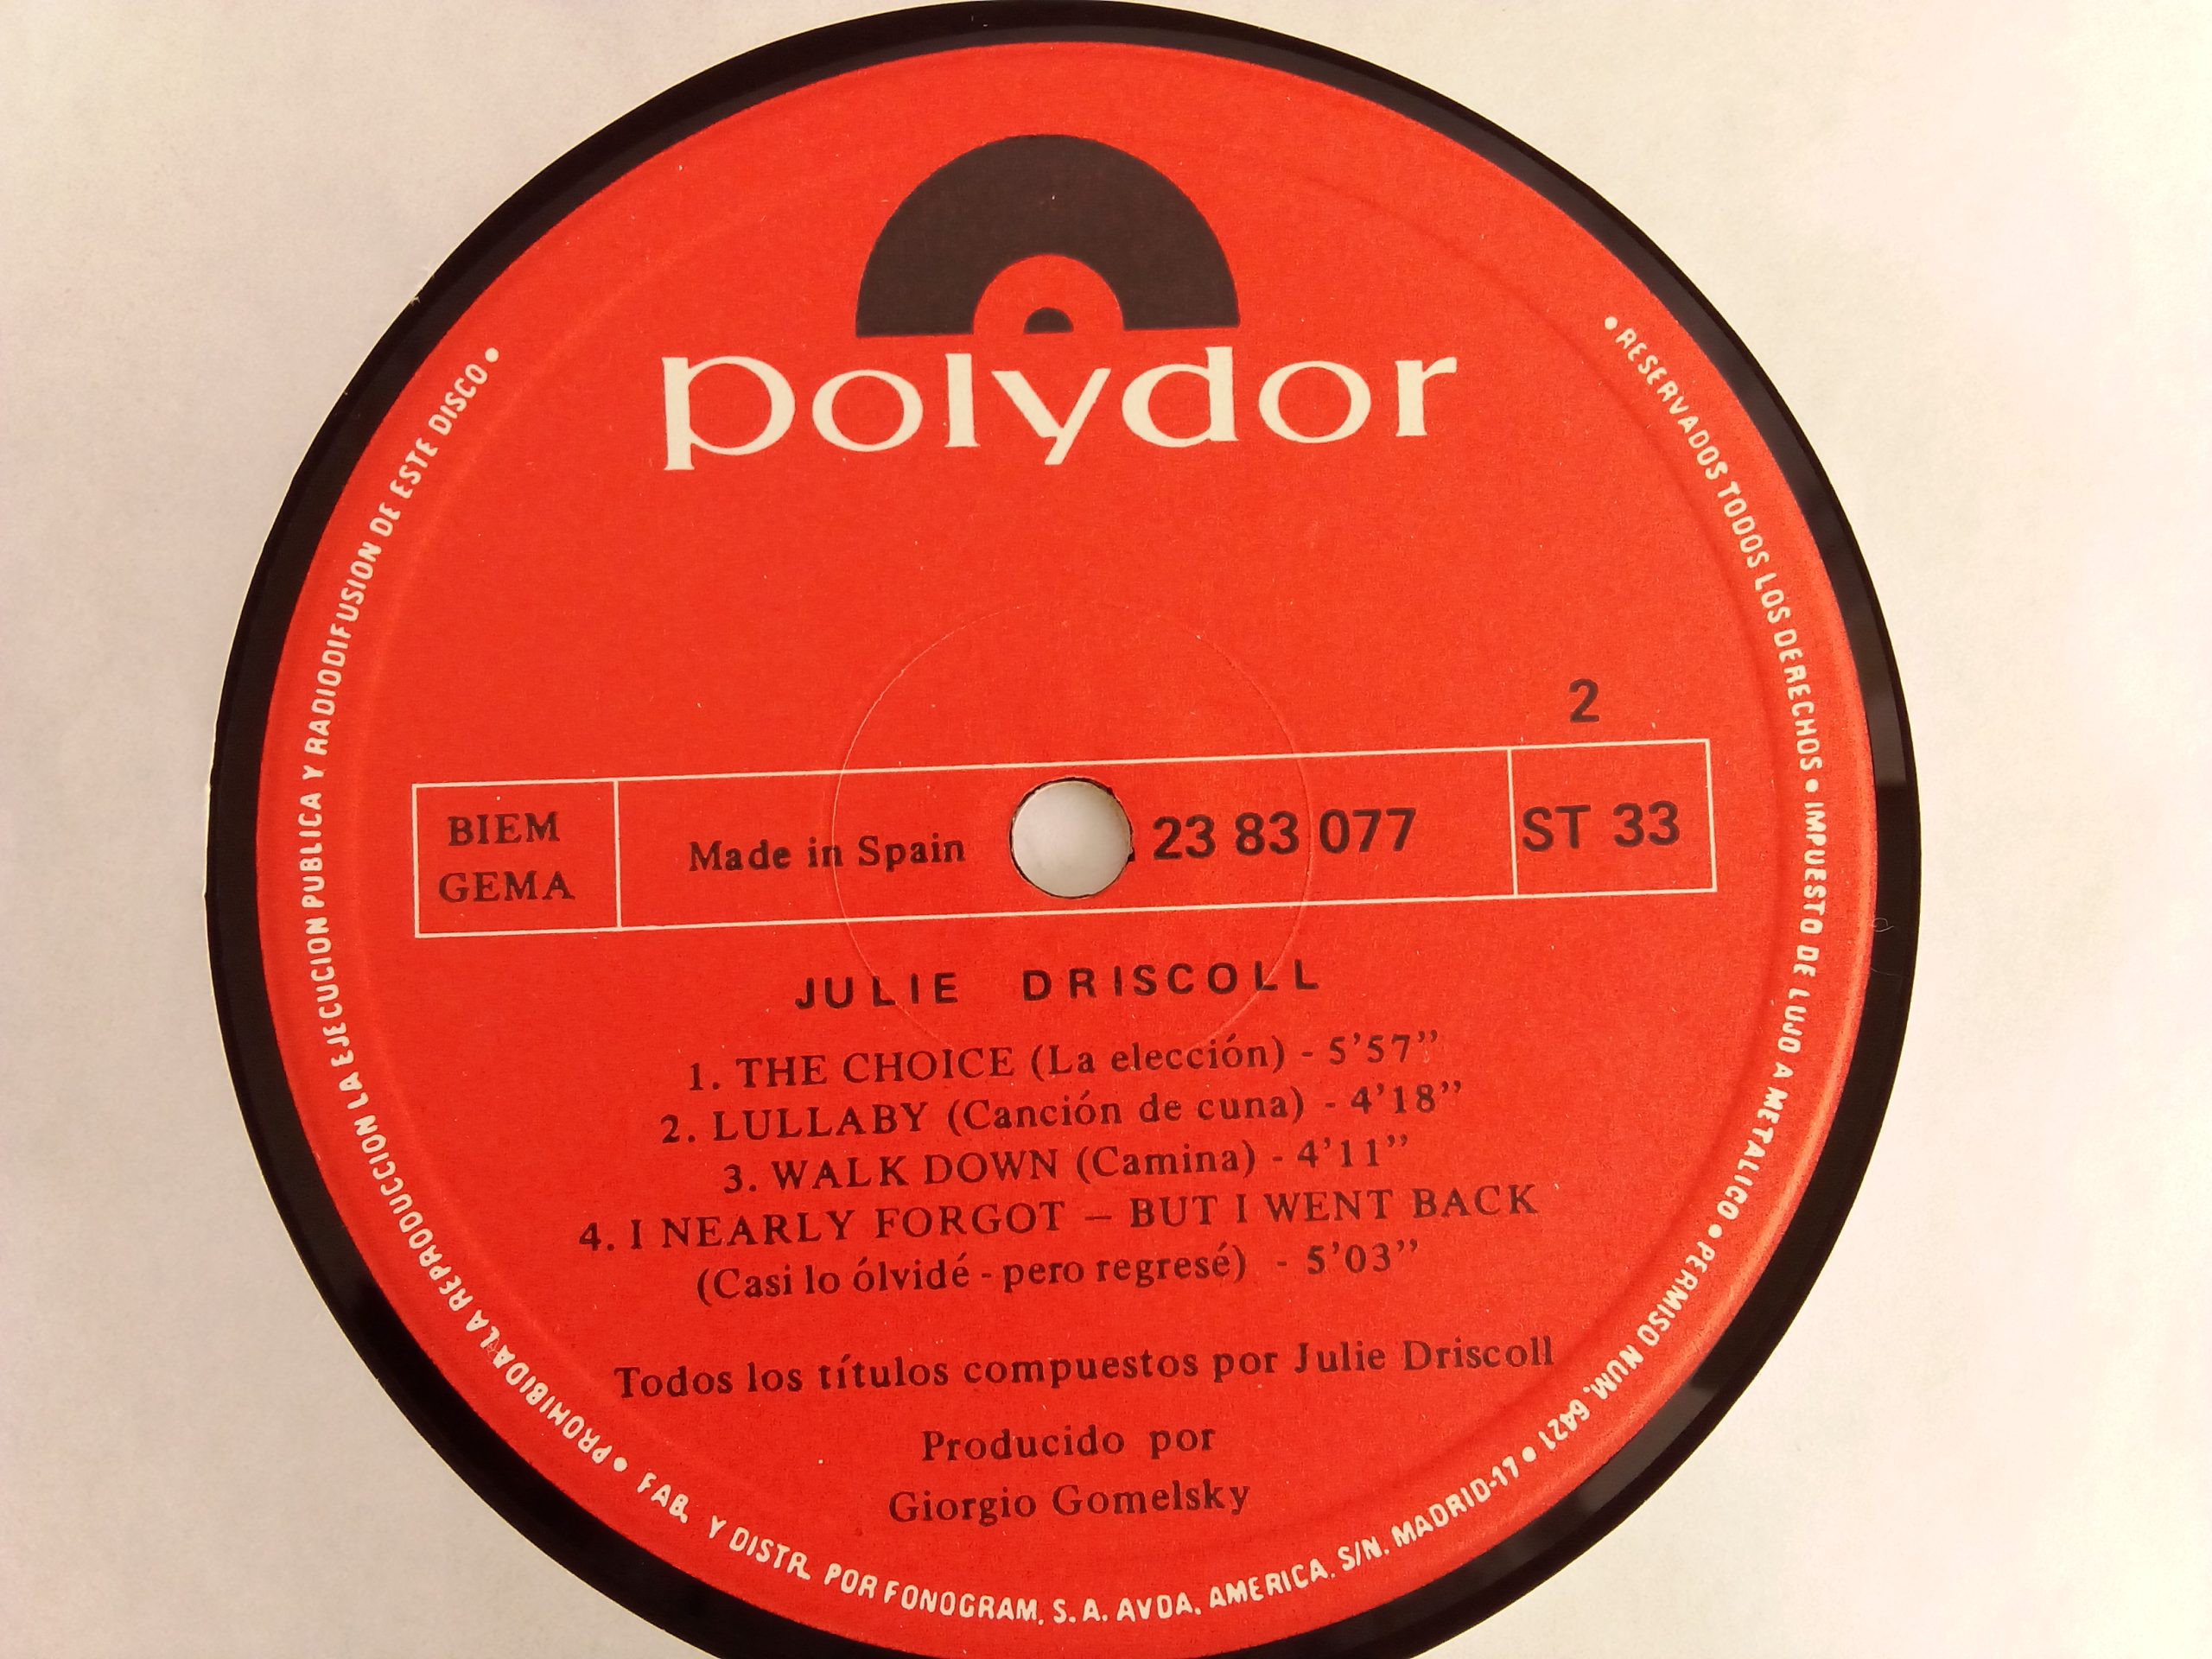 polydor
2
BIEM
GEMA
Made in Spain
23 83 077
ST 33
JULIE DRISCOLL
1. THE CHOICE (La elección) - 5’57”
2. LULLABY (Canción de cuna) - 4’18”
3. WALK DOWN (Camina) - 4’11”
4. I NEARLY FORGOT – BUT I WENT BACK
(Casi lo ólvidé - pero regresé) - 5’03”
Todos los títulos compuestos por Julie Driscoll
Producido por
Giorgio Gomelsky
• RESERVADOS TODOS LOS DERECHOS • IMPUESTO DE LUJO A METALICO • PERMISO NUM. 6421 •
• PROHIBIDA LA REPRODUCCION LA EJECUCION PUBLICA Y RADIODIFUSION DE ESTE DISCO •
FAB. Y DISTR. POR FONOGRAM, S. A. AVDA. AMERICA. S/N. MADRID-17